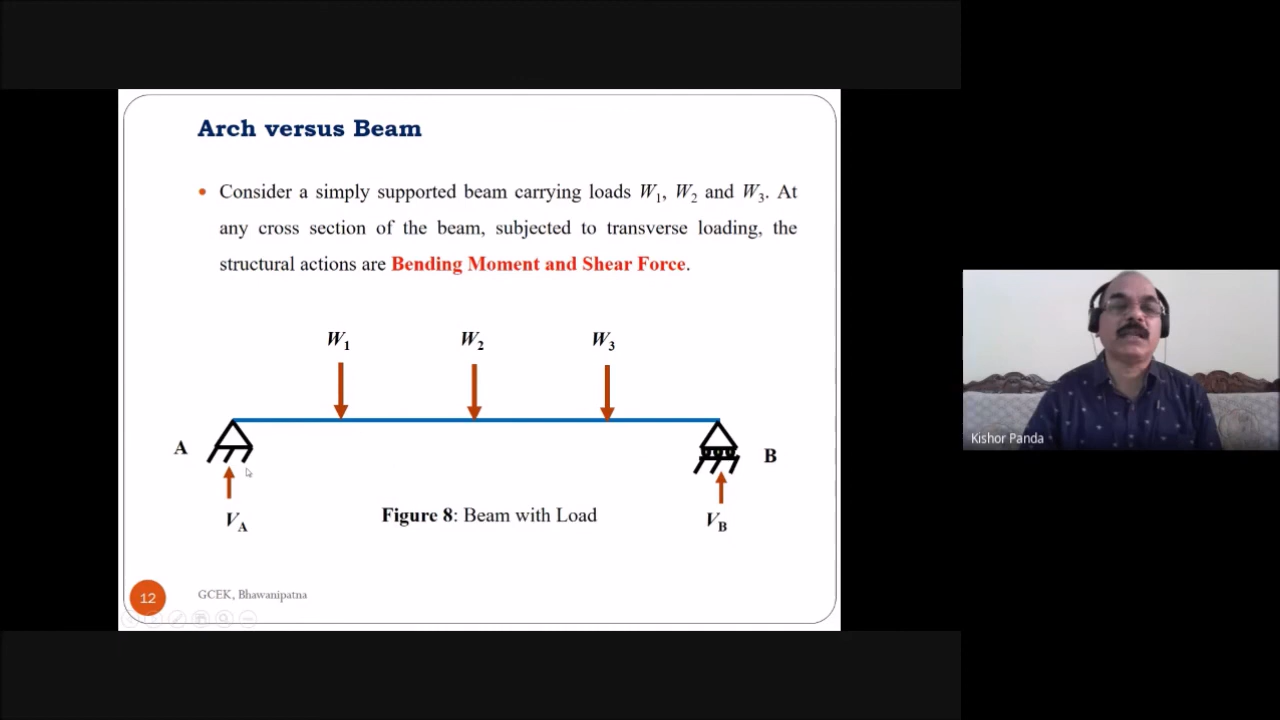 Arch versus Beam
• Consider a simply supported beam carrying loads W1, W2 and W3. At
any cross section of the beam, subjected to transverse loading, the
structural actions are Bending Moment and Shear Force.
W1 W2 W3
A B
VA VB
Figure 8: Beam with Load
12 GCEK, Bhawanipatna
Kishor Panda